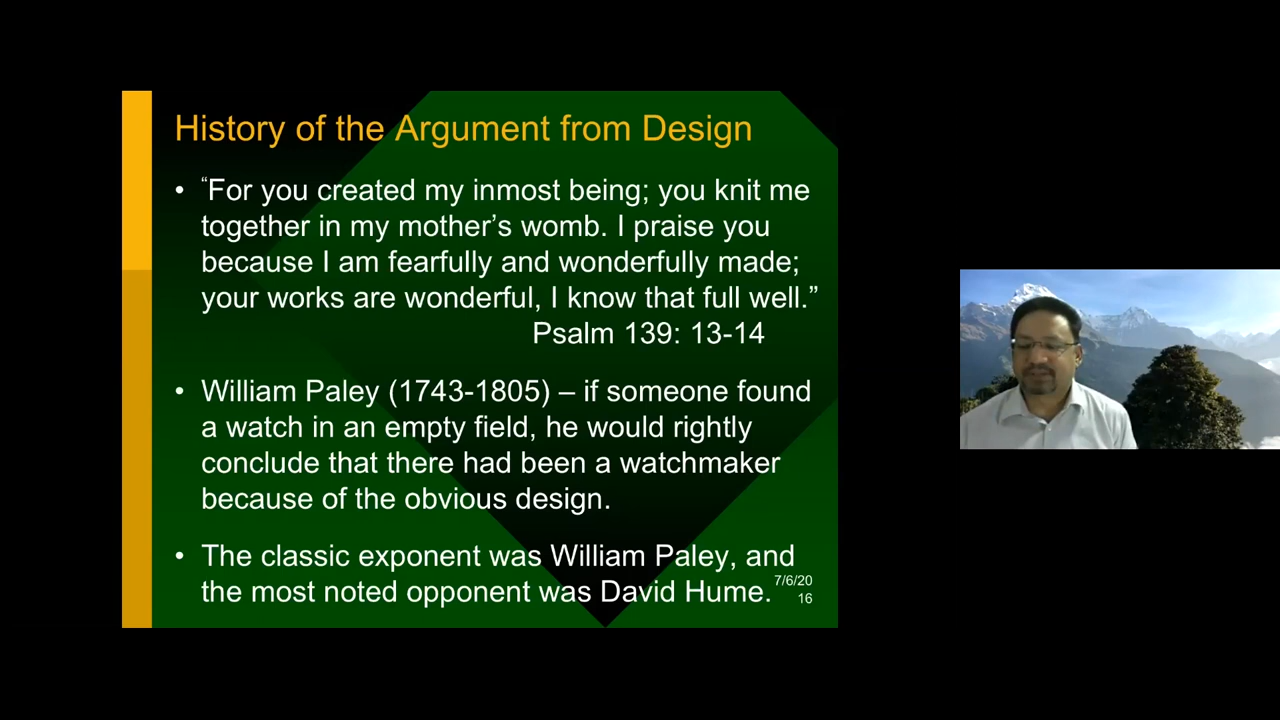 History of the Argument from Design
• “For you created my inmost being; you knit me
together in my mother’s womb. I praise you
because I am fearfully and wonderfully made;
your works are wonderful, I know that full well.”
Psalm 139: 13-14
• William Paley (1743-1805) – if someone found
a watch in an empty field, he would rightly
conclude that there had been a watchmaker
because of the obvious design.
• The classic exponent was William Paley, and
the most noted opponent was David Hume.
7/6/20
16